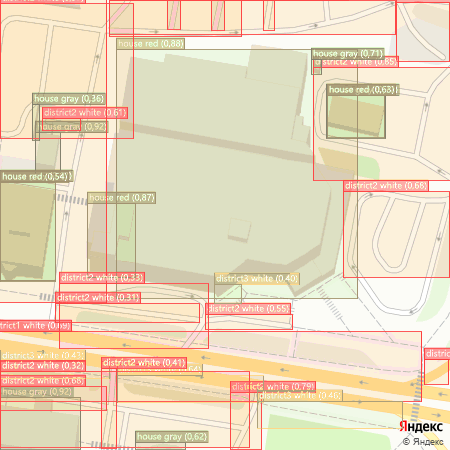 house red (0,88)
house gray (0,71)
district2 white (0,85)
house red (0,63)
house gray (0,36)
district2 white (0,61)
house gray (0,92)
house red (0,54)
district2 white (0,68)
house red (0,87)
district2 white (0,33)
district3 white (0,40)
district2 white (0,31)
district2 white (0,55)
district1 white (0,69)
district3 white (0,43)
district2 white (0,32)
district2 white (0,41)
district2 white (0,68)
district2 white (0,79)
house gray (0,92)
district3 white (0,40)
house gray (0,62)
Яндекс
© Яндекс